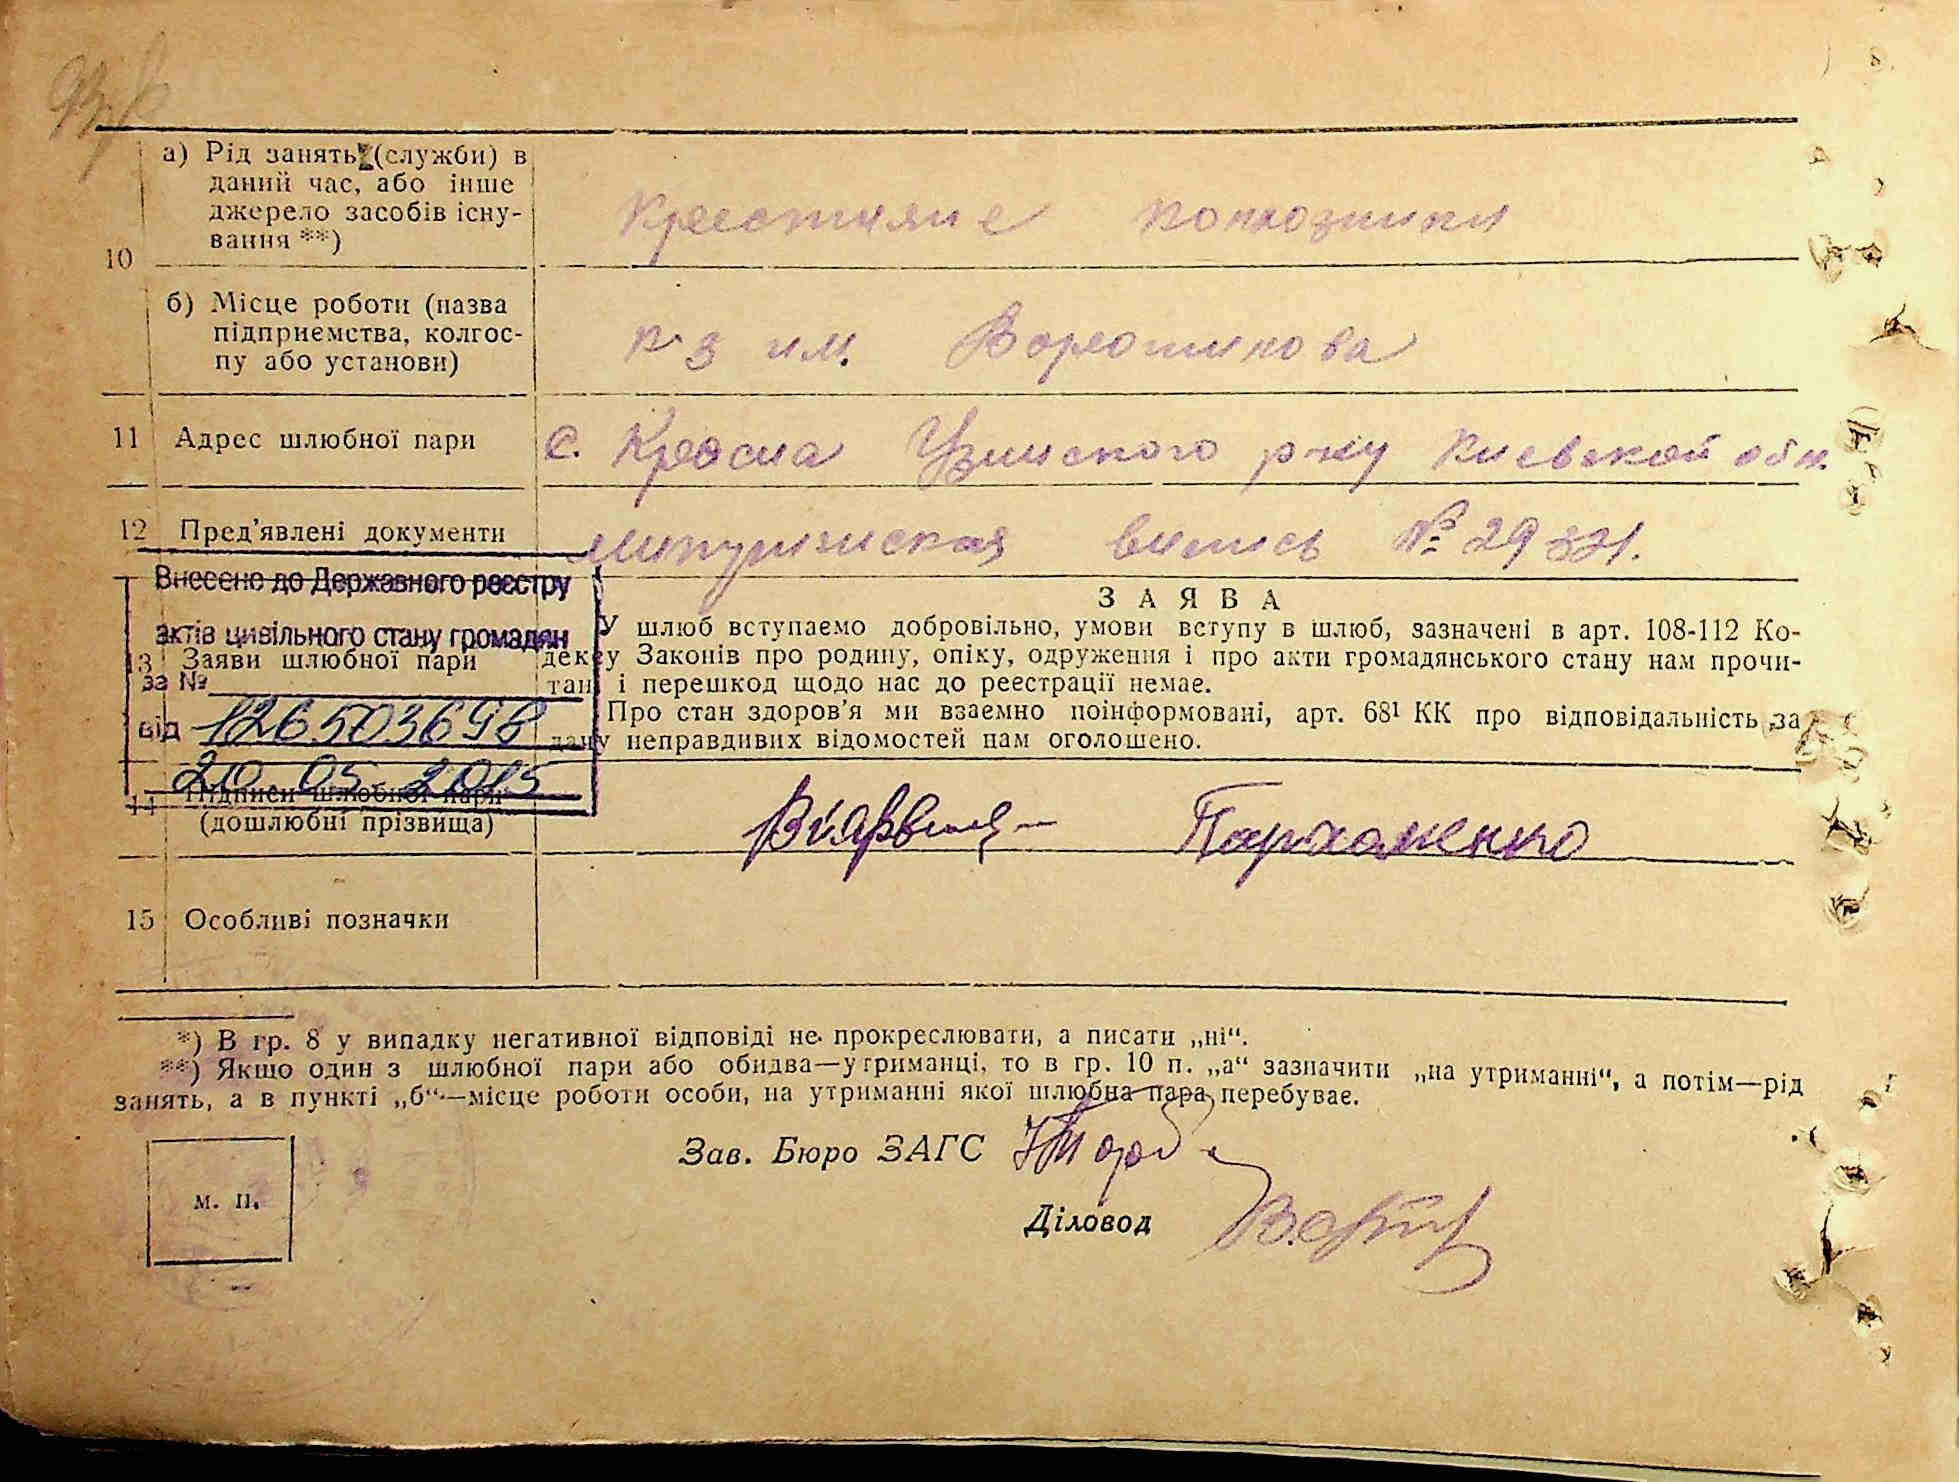 а) Рід занять (служби) в
даний час, або інше
джерело засобів існу-
вання **)
Крестяне колхозники
10
б) Місце роботи (назва
підприємства, колгос-
пу або установи)
к-з им. Ворошилова
11 Адрес шлюбної пари
с. Красна Узинского р-ну Киевской обл.
12 Пред'явлені документи
выпись №
Внесено до Державного реєстру
актів цивільного стану громадян
за №
від 126503698
20-05-2015
ЗАЯВА
13 Заяви шлюбної пари
У шлюб вступаємо добровільно, умови вступу в шлюб, зазначені в арт. 108-112 Ко-
дексу Законів про родину, опіку, одруження і про акти громадянського стану нам прочи-
тані і перешкод щодо нас до реєстрації немає.
Про стан здоров'я ми взаємно поінформовані, арт. 68¹ КК про відповідальність за
дачу неправдивих відомостей нам оголошено.
14 Підписи шлюбної пари
(дошлюбні прізвища)
Пархоменко
15 Особливі позначки
*) В гр. 8 у випадку негативної відповіді не прокреслювати, а писати „ні“.
**) Якшо один з шлюбної пари або обидва—утриманці, то в гр. 10 п. „а“ зазначити „на утриманні“, а потім—рід
занять, а в пункті „б“—місце роботи особи, на утриманні якої шлюбна пара перебуває.
Зав. Бюро ЗАГС
Діловод
м. п.